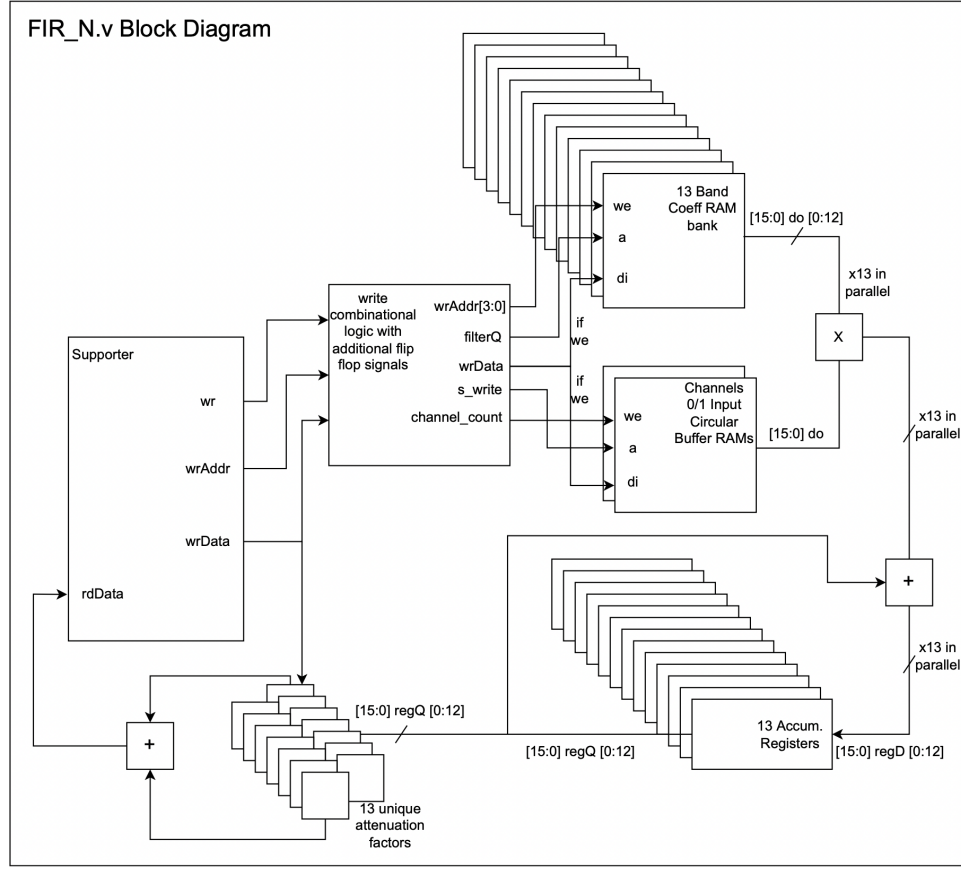 FIR_N.v Block Diagram
13 Band
Coeff RAM
bank
we
a
di
[15:0] do [0:12]
x13 in
parallel
write
combinational
logic with
additional flip
flop signals
wrAddr[3:0]
filterQ
wrData
s_write
channel_count
if
we
if
we
X
Supporter
wr
wrAddr
wrData
rdData
Channels
0/1 Input
Circular
Buffer RAMs
we
a
di
[15:0] do
x13 in
parallel
+
x13 in
parallel
13 Accum.
Registers
[15:0] regD [0:12]
[15:0] regQ [0:12]
[15:0] regQ [0:12]
+
13 unique
attenuation
factors